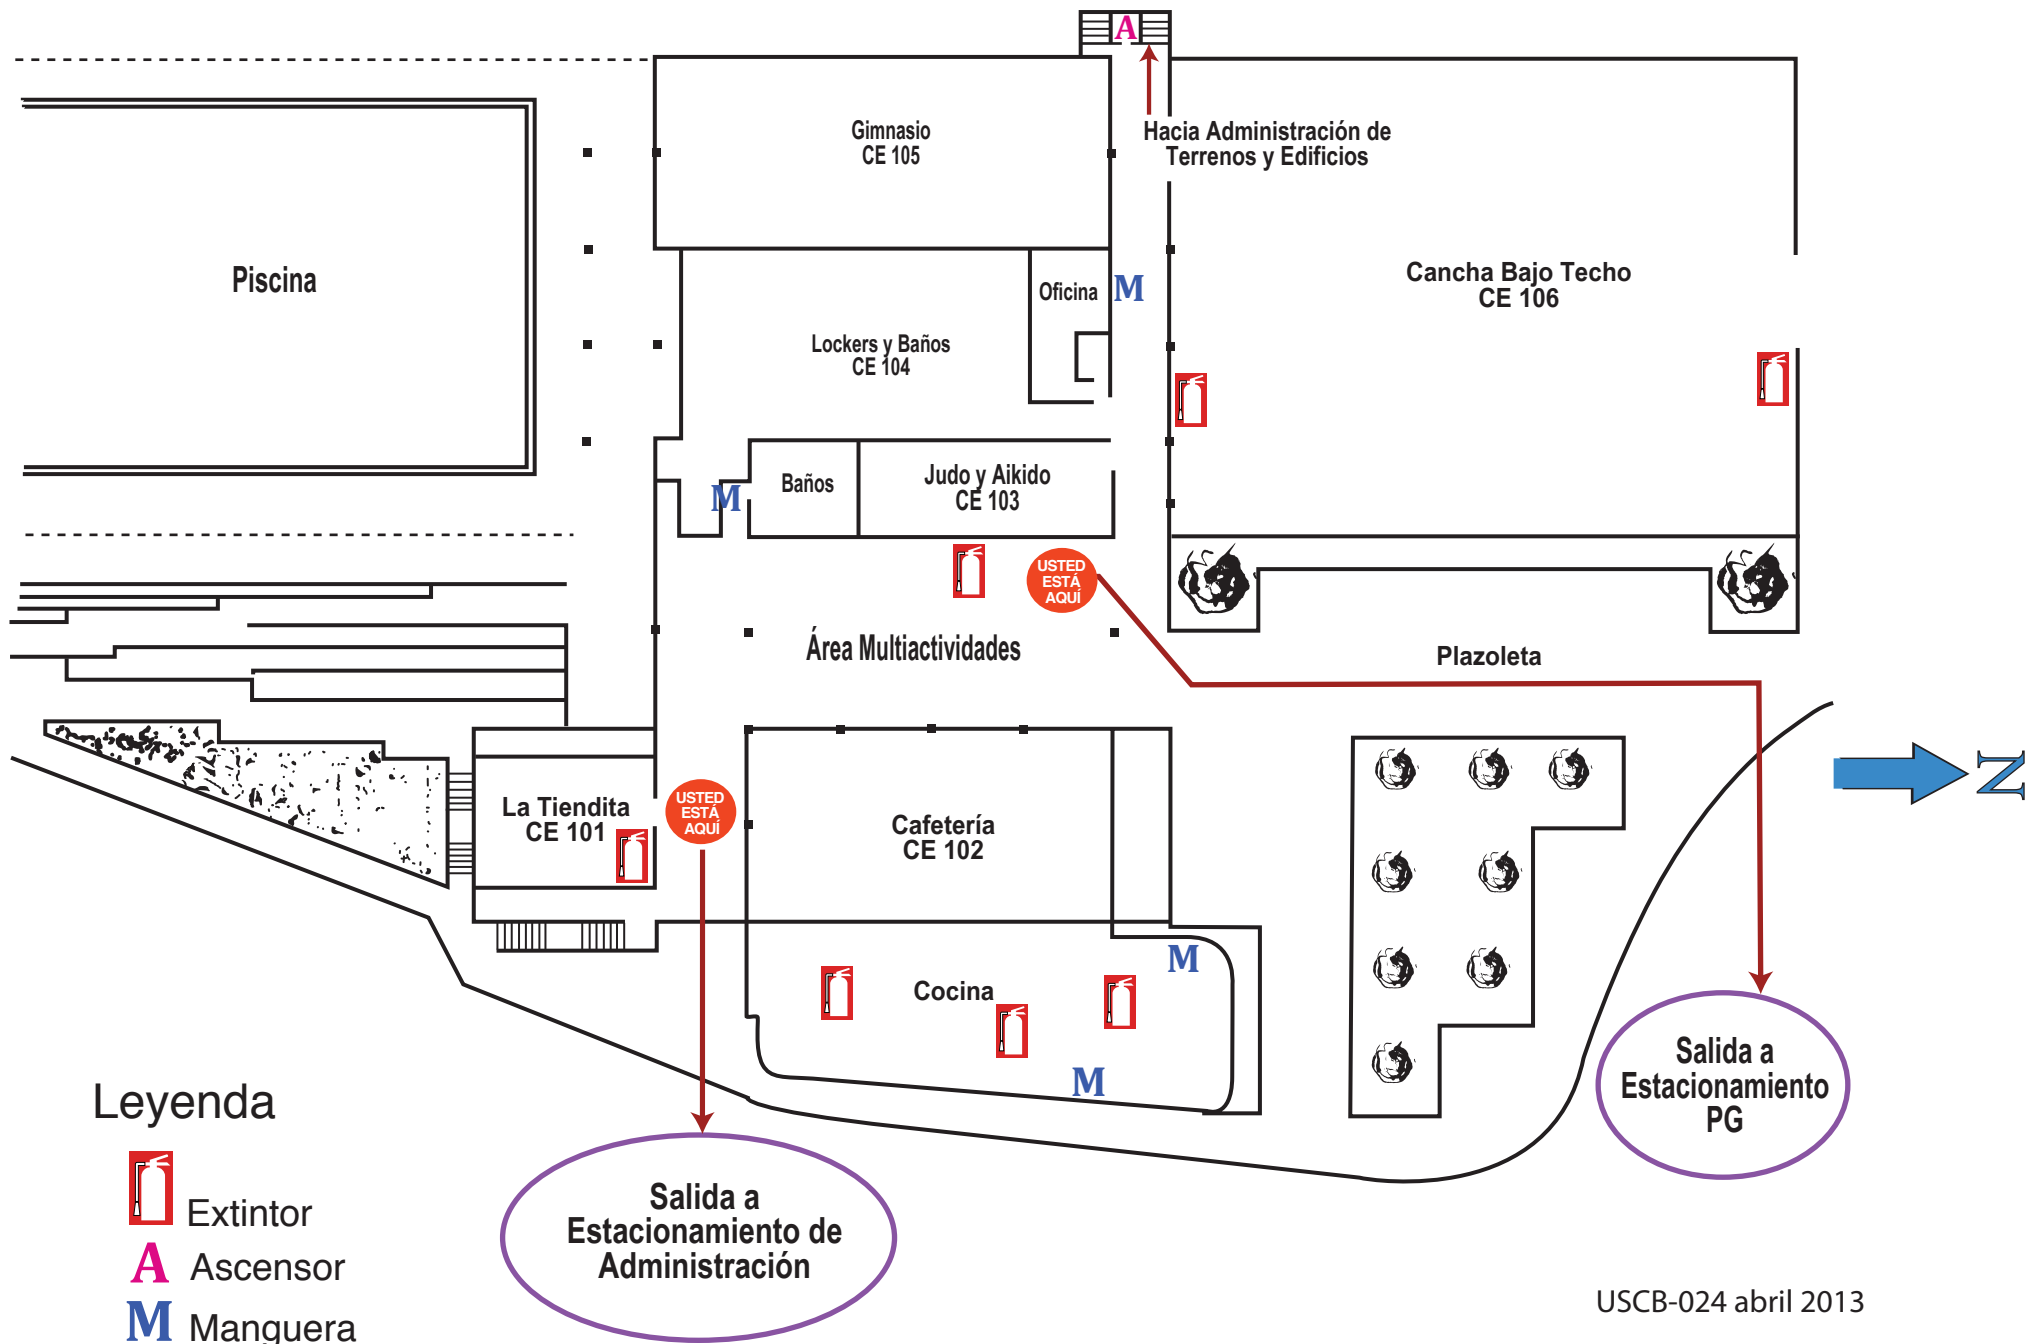 A
Gimnasio
CE 105
Hacia Administración de
Terrenos y Edificios
Piscina
Oficina
M
Cancha Bajo Techo
CE 106
Lockers y Baños
CE 104
M
Baños
Judo y Aikido
CE 103
USTED
ESTÁ
AQUÍ
Área Multiactividades
Plazoleta
N
La Tiendita
CE 101
USTED
ESTÁ
AQUÍ
Cafetería
CE 102
M
Cocina
M
Salida a
Estacionamiento
PG
Leyenda
Extintor
A Ascensor
M Manguera
Salida a
Estacionamiento de
Administración
USCB-024 abril 2013